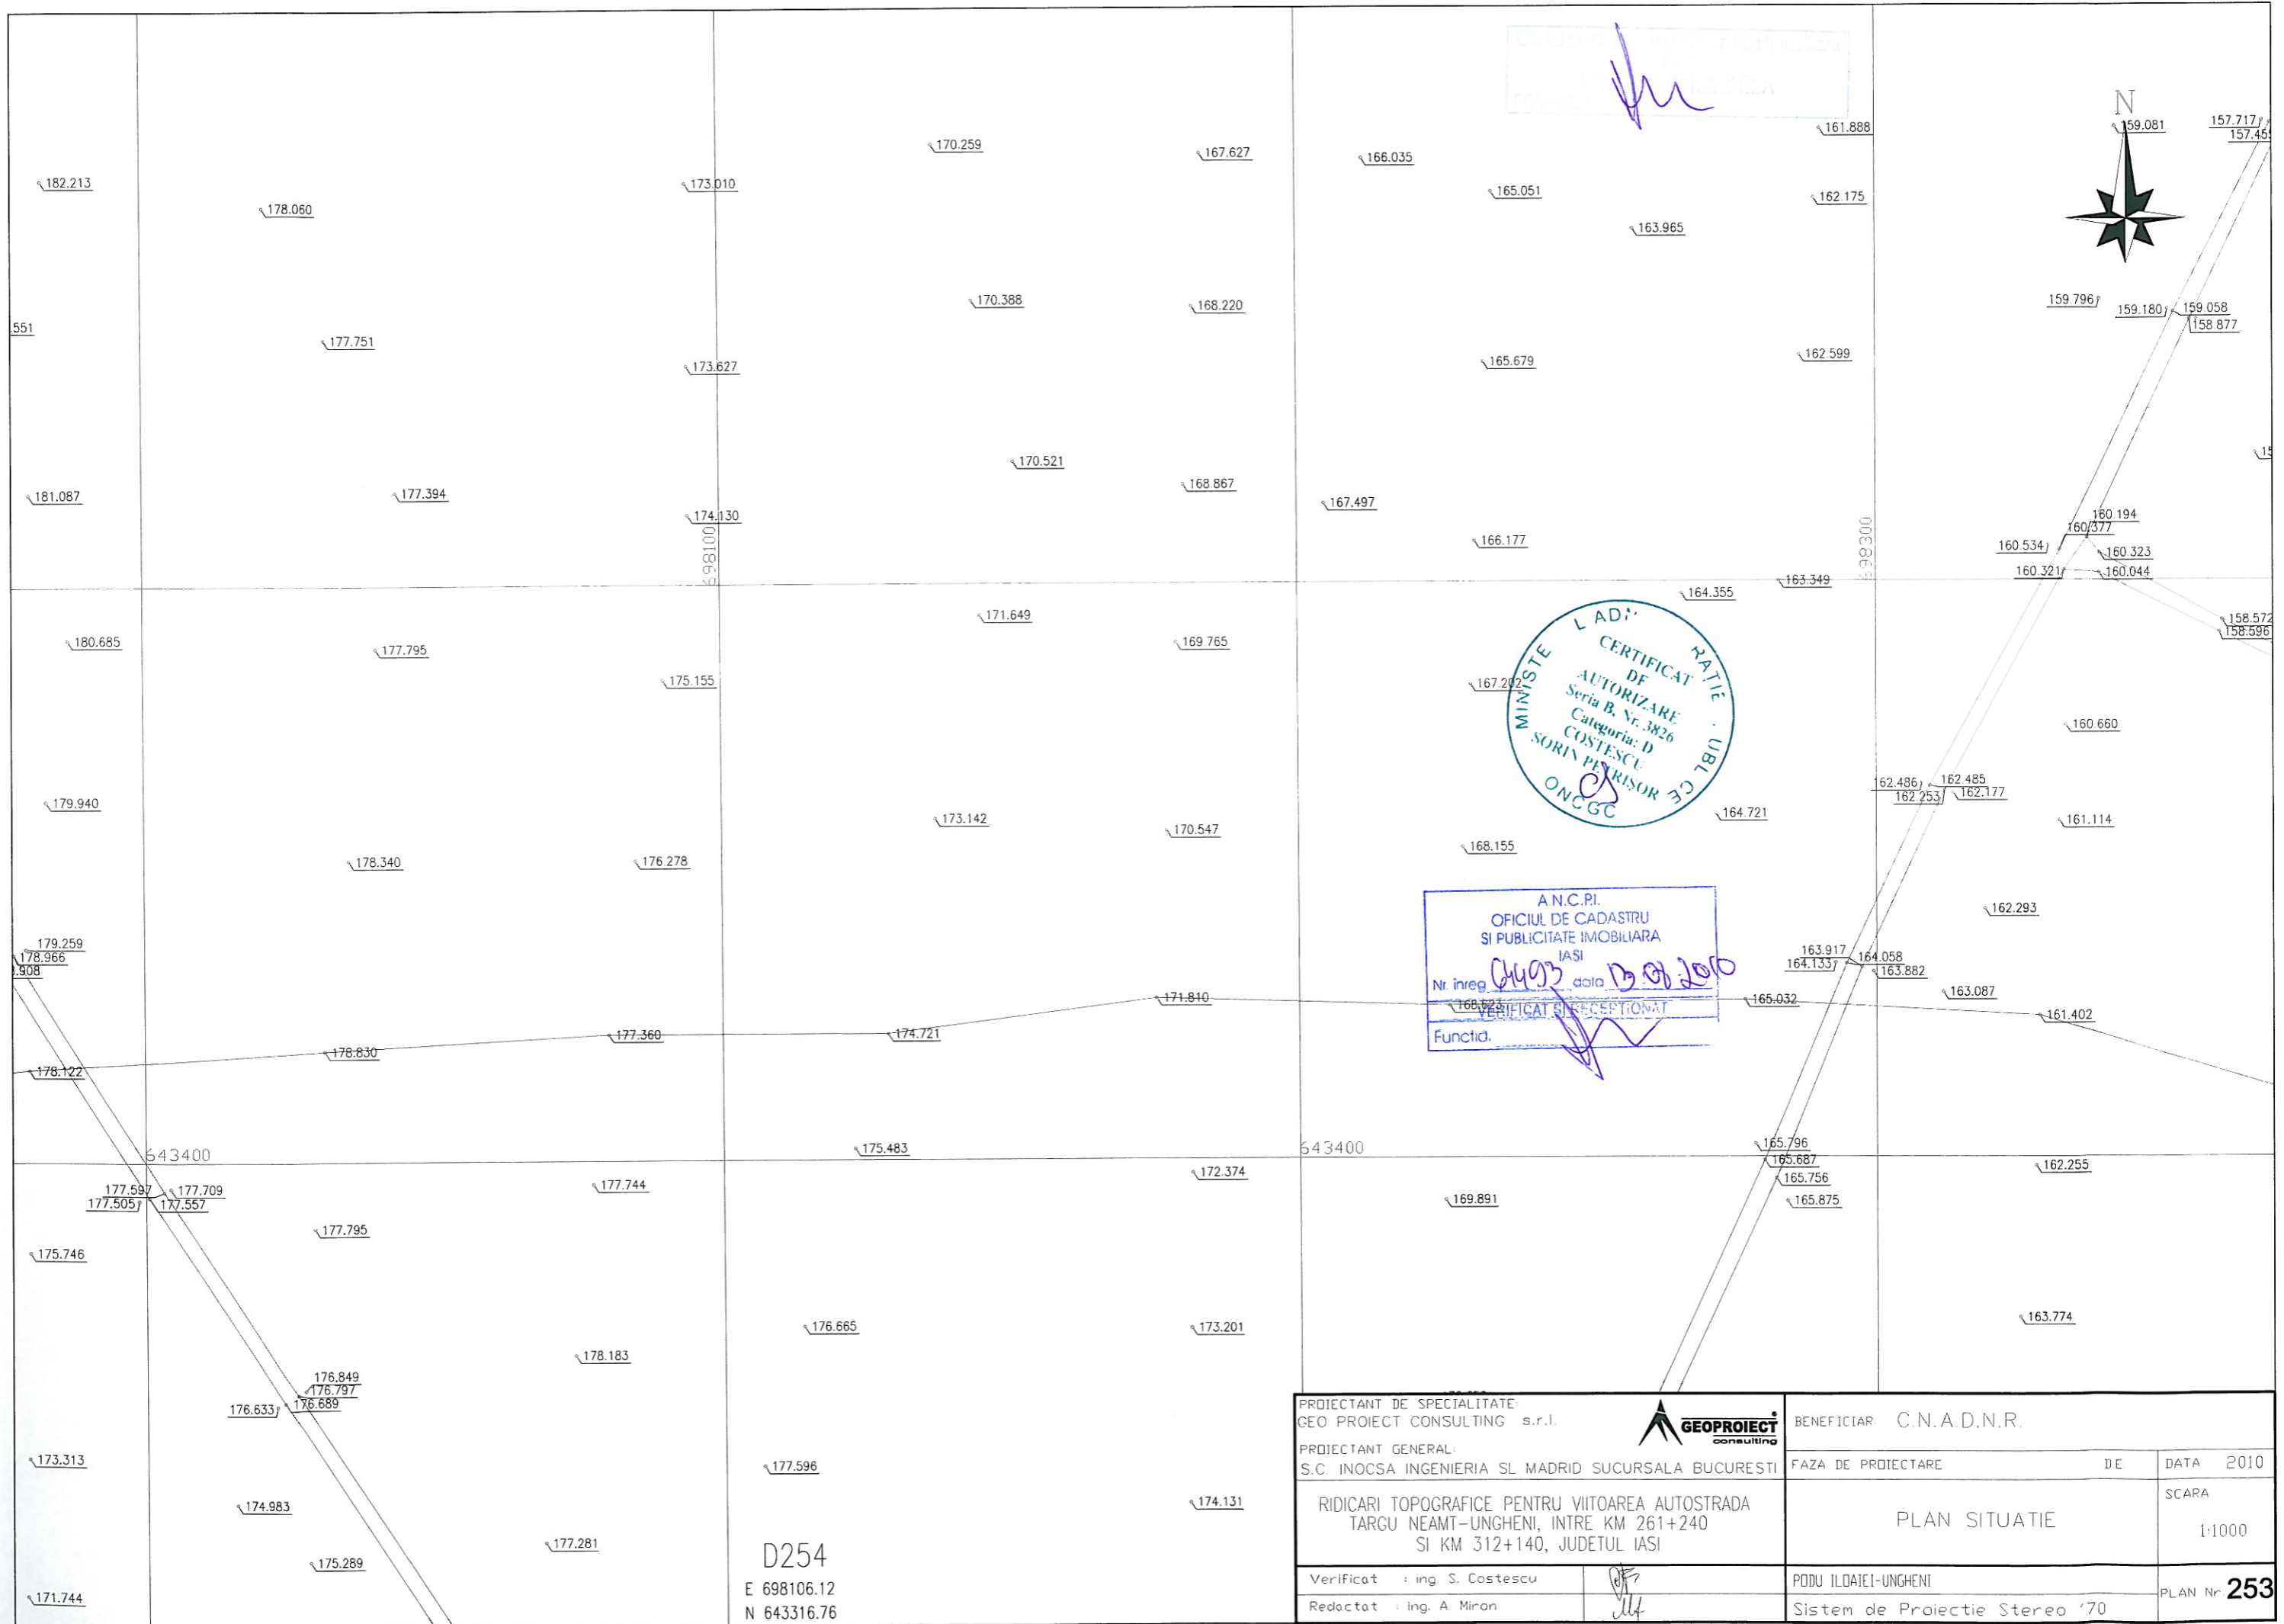 N
161.888
159.081
157.717
170.259
167.627
166.035
182.213
173.010
165.051
162.175
178.060
163.965
170.388
168.220
159.796
159.180
159.058
158.877
551
177.751
173.627
165.679
162.599
170.521
168.867
181.087
177.394
167.497
174.130
160.194
160.377
698100
698300
166.177
160.534
160.323
160.321
160.044
163.349
164.355
171.649
169.765
180.685
177.795
158.572
158.596
175.155
167.202
160.660
CERTIFICAT
DE
AUTORIZARE
Seria B, Nr. 3826
Categoria: D
COSTESCU
SORIN PETRIȘOR
ONCGC
162.486
162.485
162.253
162.177
179.940
173.142
170.547
164.721
161.114
168.155
178.340
176.278
A.N.C.P.I.
OFICIUL DE CADASTRU
SI PUBLICITATE IMOBILIARA
IASI
Nr. inreg. 64493 data 2010
VERIFICAT SI RECEPTIONAT
Functia.
162.293
179.259
178.966
.908
163.917
164.058
164.133
163.882
163.087
171.810
168.623
165.032
161.402
177.360
174.721
178.830
178.122
643400
175.483
643400
165.796
165.687
165.756
165.875
162.255
172.374
177.597
177.709
177.505
177.557
177.744
169.891
177.795
175.746
176.665
173.201
163.774
178.183
176.849
176.797
176.633
176.689
173.313
177.596
174.983
174.131
177.281
175.289
171.744
D254
E 698106.12
N 643316.76
PROIECTANT DE SPECIALITATE:
GEO PROIECT CONSULTING s.r.l.
GEOPROIECT
consulting
PROIECTANT GENERAL:
S.C. INOCSA INGENIERIA SL MADRID SUCURSALA BUCURESTI
BENEFICIAR: C.N.A.D.N.R.
FAZA DE PROIECTARE D.E.
DATA 2010
RIDICARI TOPOGRAFICE PENTRU VIITOAREA AUTOSTRADA
TARGU NEAMT-UNGHENI, INTRE KM 261+240
SI KM 312+140, JUDETUL IASI
PLAN SITUATIE
SCARA
1:1000
Verificat : ing. S. Costescu
Redactat : ing. A. Miron
PODU ILOAIEI-UNGHENI
Sistem de Proiectie Stereo '70
PLAN Nr. 253